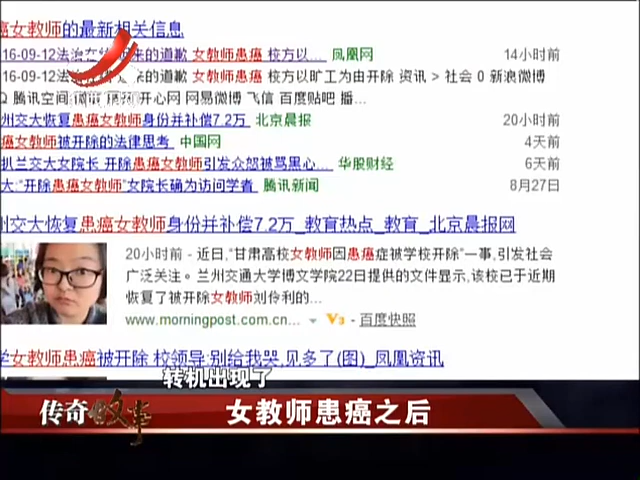 癌女教师的最新相关信息
16-09-12法治在线 迟来的道歉 女教师患癌 校方以.... 凤凰网 14小时前
16-09-12法治在线 迟来的道歉 女教师患癌 校方以旷工为由开除 资讯 > 社会 0 新浪微博
Q 腾讯空间 开心网 网易微博 飞信 百度贴吧 播...
州交大恢复患癌女教师身份并补偿7.2万 北京晨报 20小时前
癌女教师被开除的法律思考 中国网 4天前
扒兰交大女院长 开除患癌女教师引发众怒被骂黑心.... 华股财经 6天前
大:"开除患癌女教师"女院长确为访问学者 腾讯新闻 8月27日
州交大恢复患癌女教师身份并补偿7.2万_教育热点_教育_北京晨报网
20小时前 - 近日,"甘肃高校女教师因患癌症被学校开除"一事,引发社会
广泛关注。兰州交通大学博文学院22日提供的文件显示,该校已于近期
恢复了被开除女教师刘伶利的...
www.morningpost.com.cn... V3 - 百度快照
学女教师患癌被开除 校领导:别给我哭,见多了(图)_凤凰资讯
转机出现了
传奇故事
女教师患癌之后